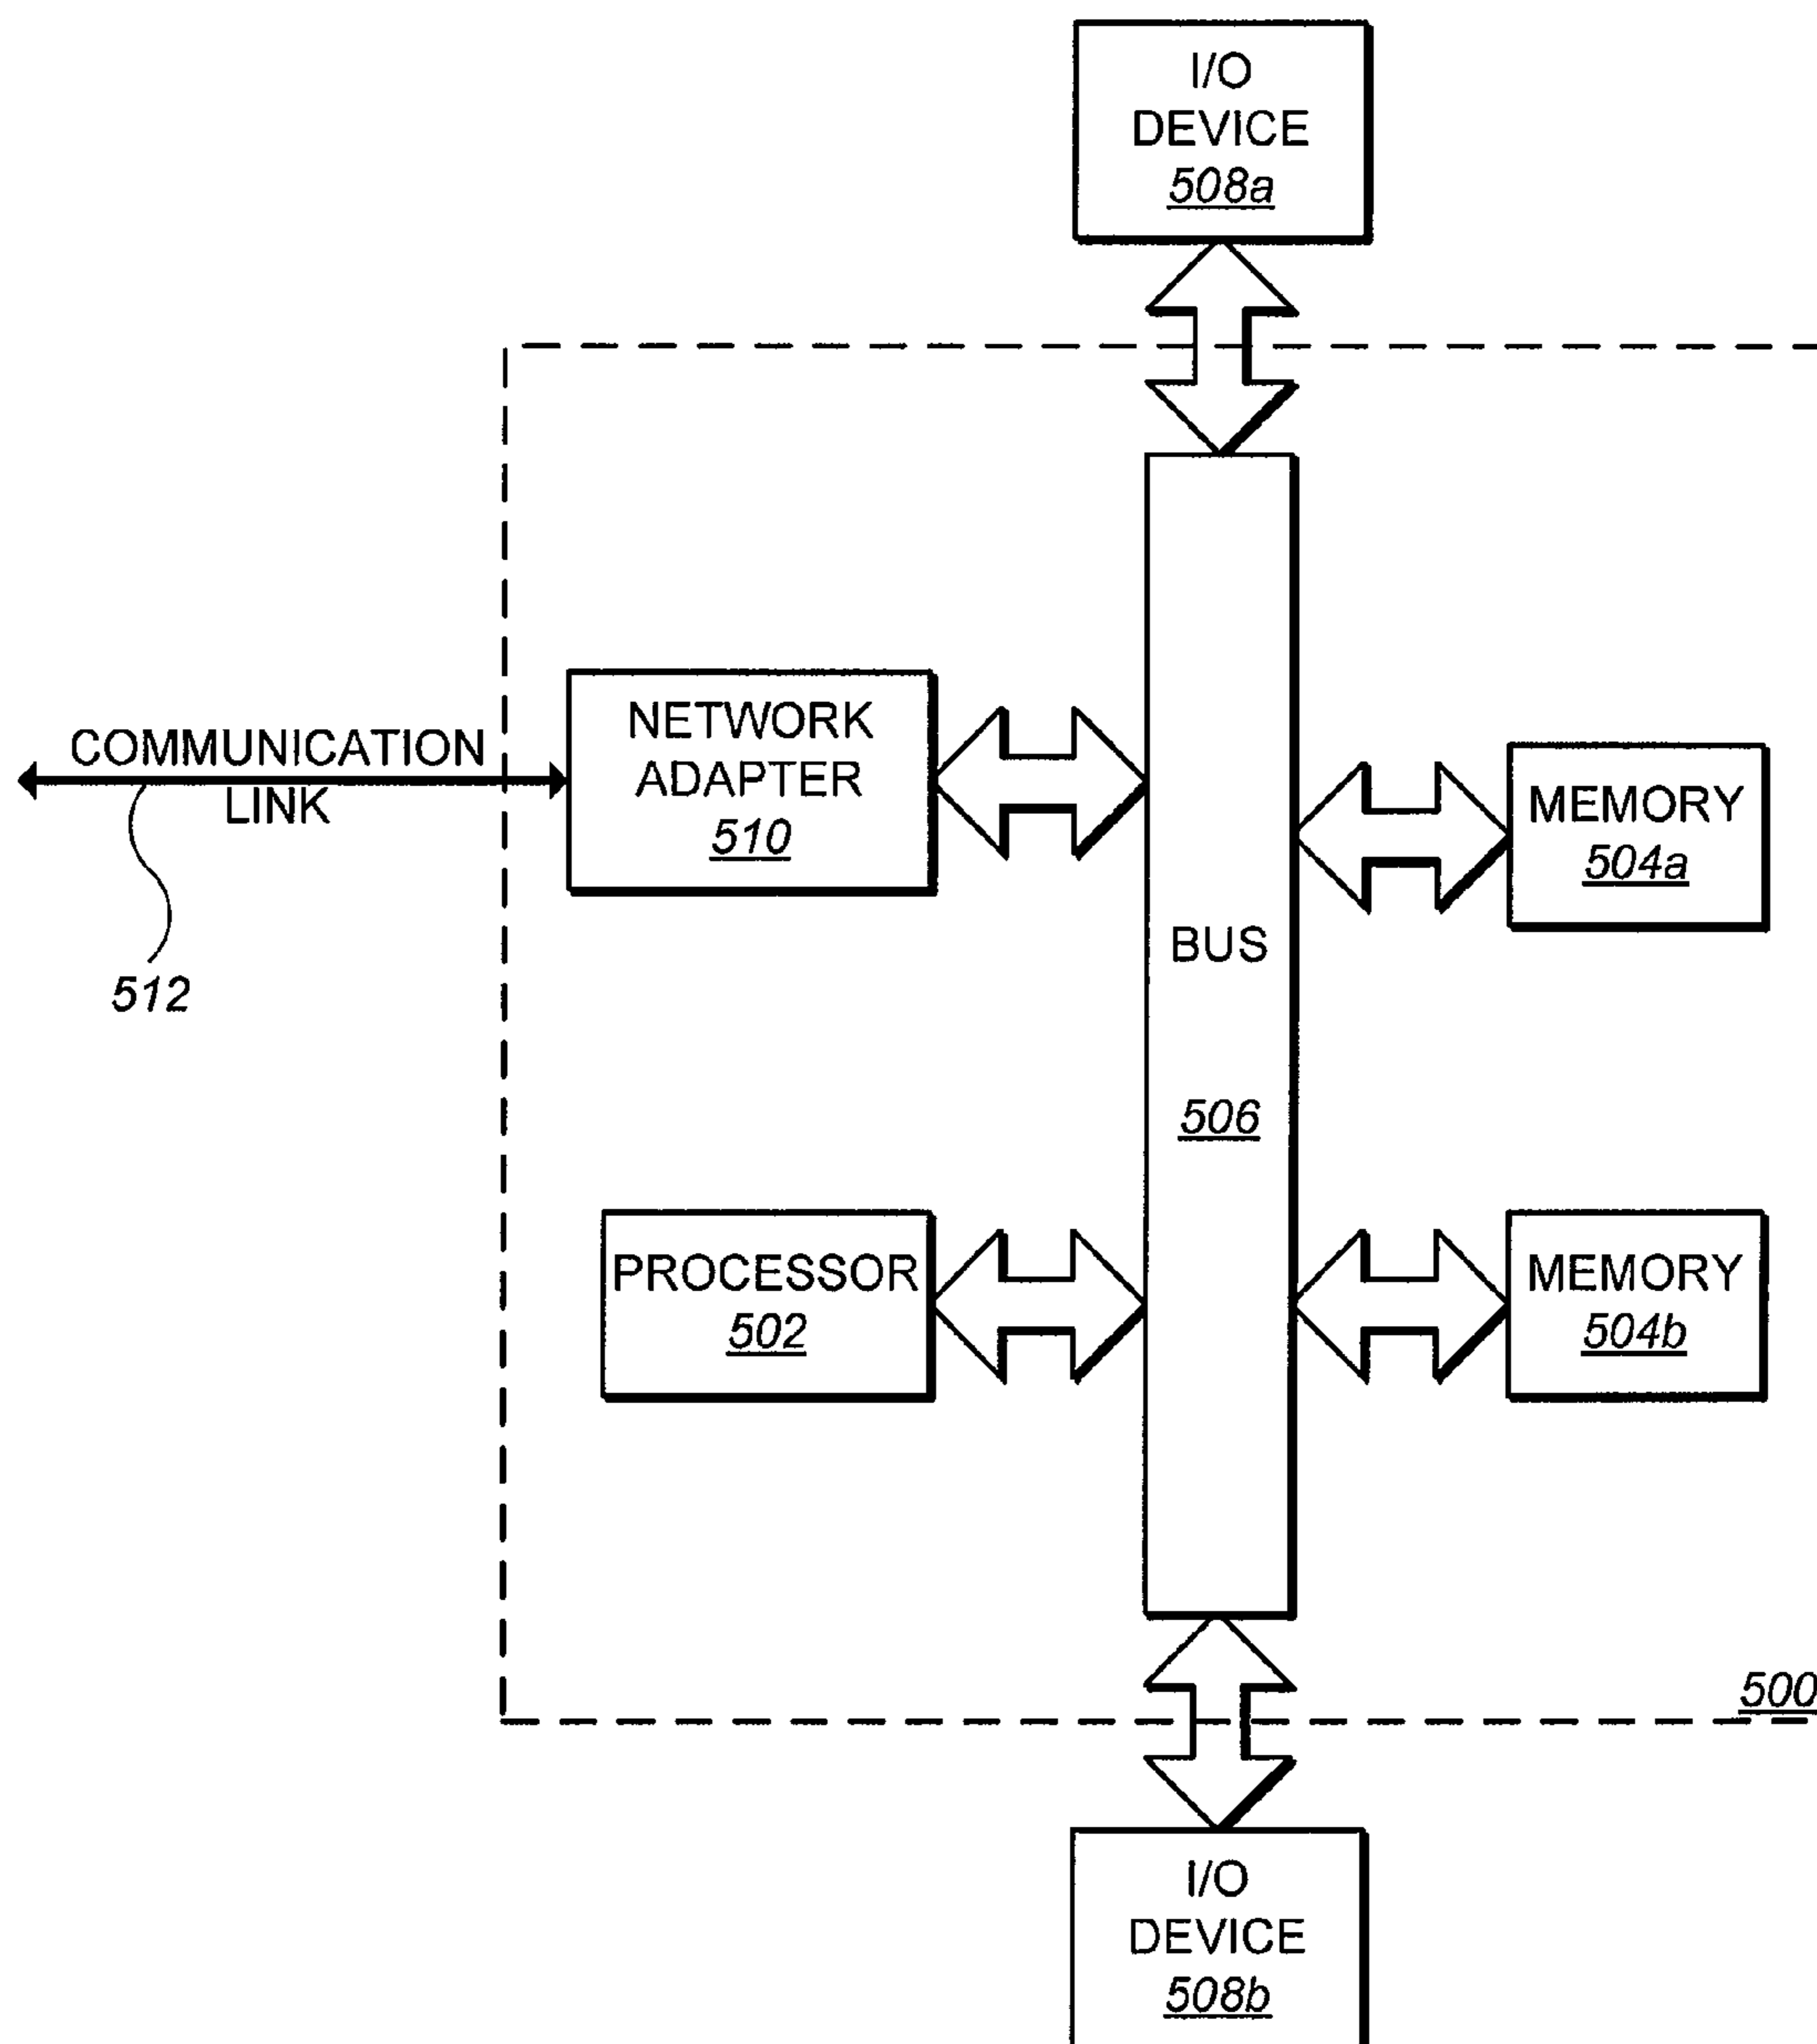 I/O
DEVICE
508a
COMMUNICATION
LINK
512
NETWORK
ADAPTER
510
MEMORY
504a
BUS
506
PROCESSOR
502
MEMORY
504b
500
I/O
DEVICE
508b